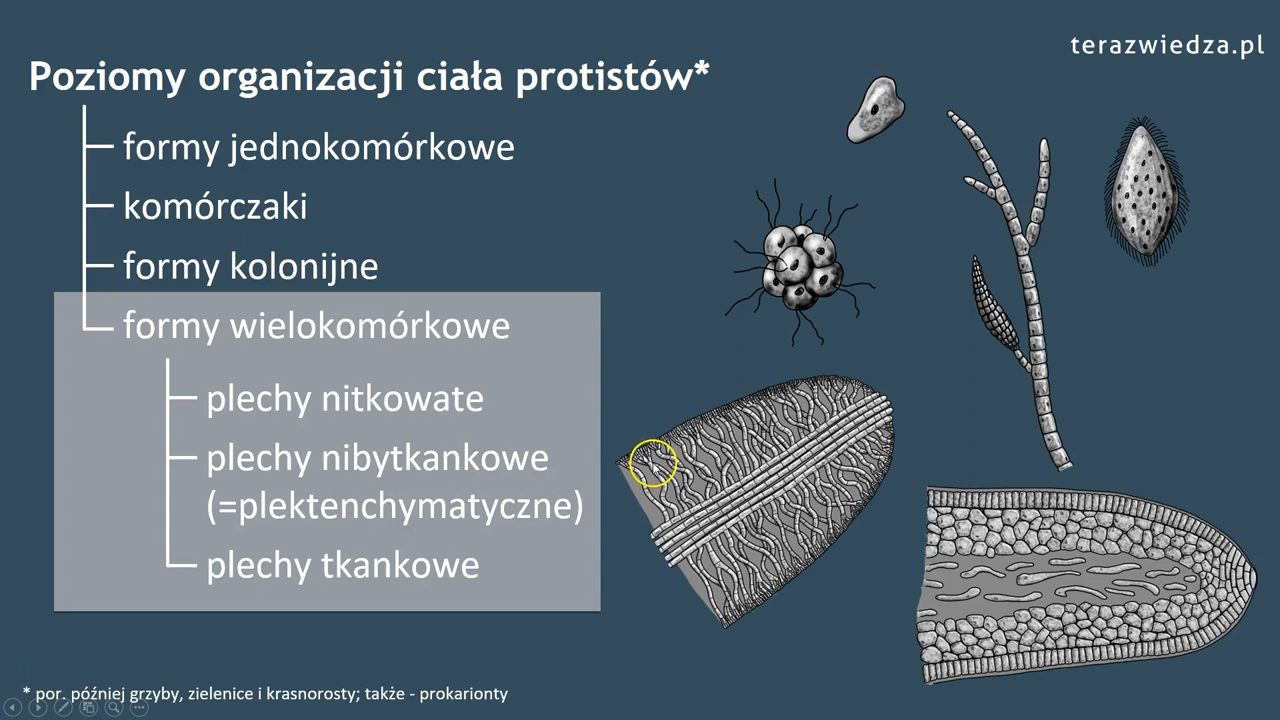 terazwiedza.pl
Poziomy organizacji ciała protistów*
formy jednokomórkowe
komórczaki
formy kolonijne
formy wielokomórkowe
plechy nitkowate
plechy nibytkankowe
(=plektenchymatyczne)
plechy tkankowe
* por. później grzyby, zielenice i krasnorosty; także - prokarionty